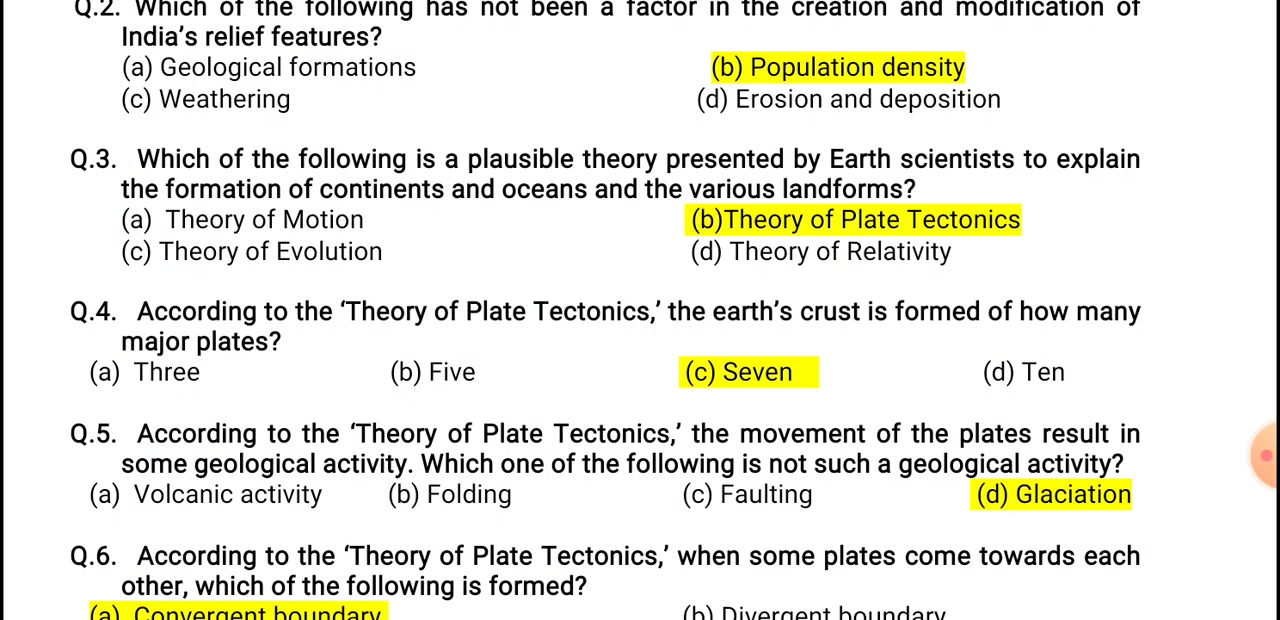 Q.2. Which of the following has not been a factor in the creation and modification of
India's relief features?
(a) Geological formations (b) Population density
(c) Weathering (d) Erosion and deposition
Q.3. Which of the following is a plausible theory presented by Earth scientists to explain
the formation of continents and oceans and the various landforms?
(a) Theory of Motion (b)Theory of Plate Tectonics
(c) Theory of Evolution (d) Theory of Relativity
Q.4. According to the ‘Theory of Plate Tectonics,’ the earth's crust is formed of how many
major plates?
(a) Three (b) Five (c) Seven (d) Ten
Q.5. According to the ‘Theory of Plate Tectonics,’ the movement of the plates result in
some geological activity. Which one of the following is not such a geological activity?
(a) Volcanic activity (b) Folding (c) Faulting (d) Glaciation
Q.6. According to the ‘Theory of Plate Tectonics,’ when some plates come towards each
other, which of the following is formed?
(a) Convergent boundary (b) Divergent boundary